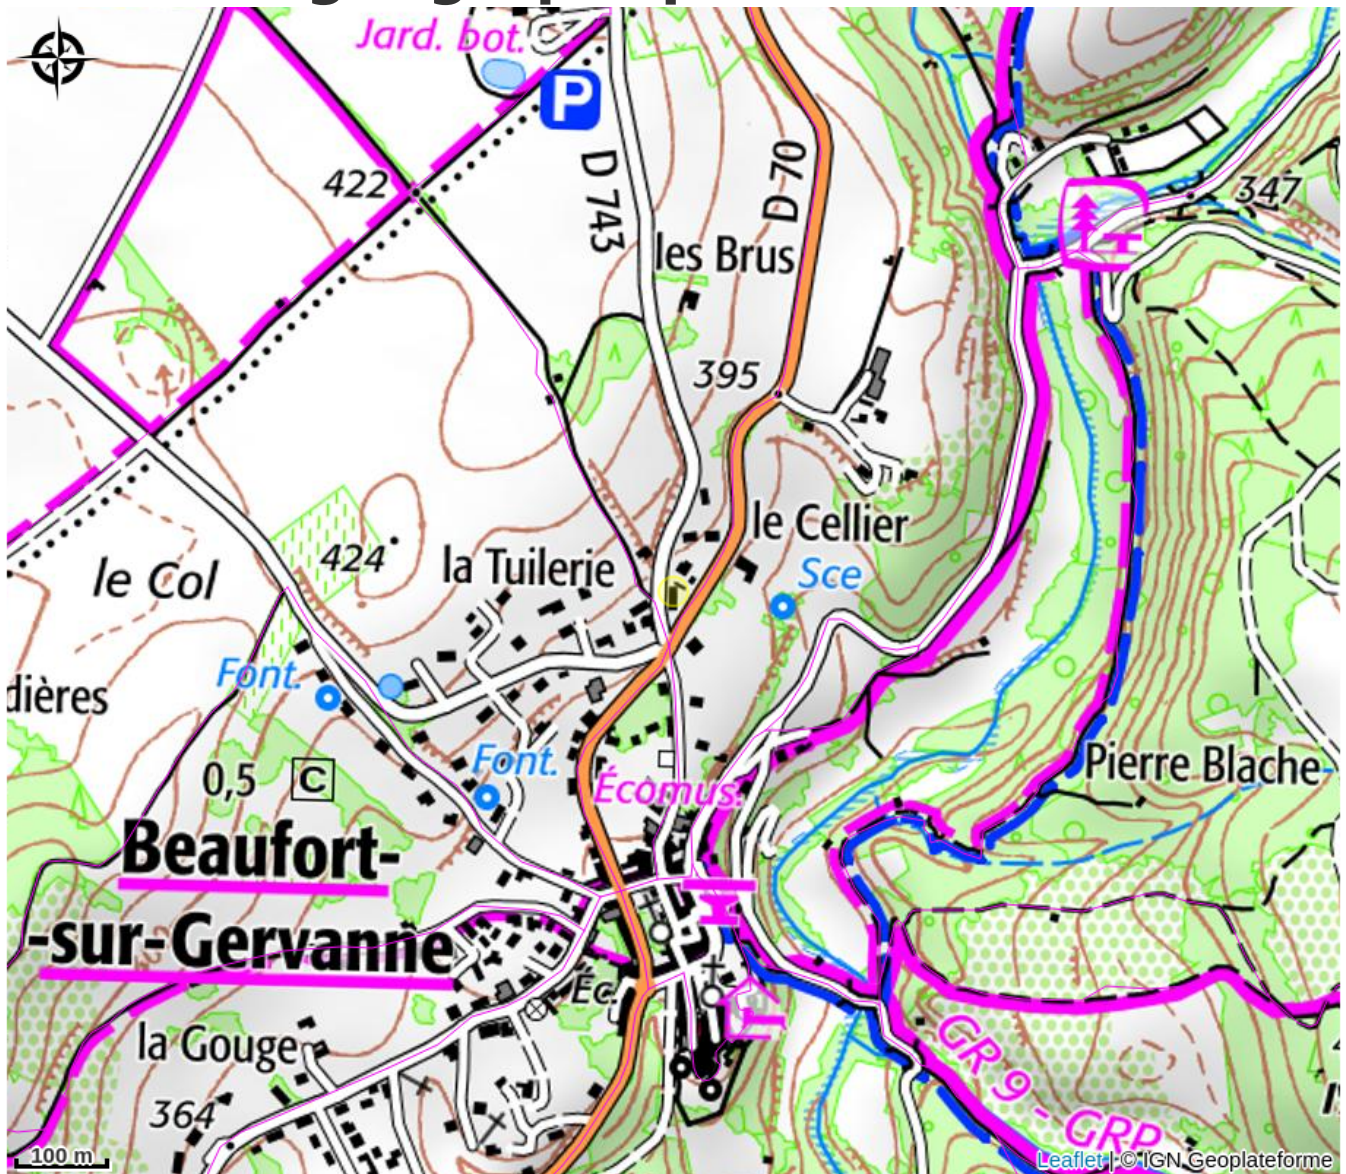 Jard. bot.
P
422
D 743
D 70
347
les Brus
395
le Cellier
424
la Tuilerie
Sce
le Col
Font.
dières
Font.
0,5 C
Pierre Blache
Écomus.
Beaufort-
-sur-Gervanne
Éc.
la Gouge
GR 9 - GRP
364
100 m
Leaflet | © IGN Geoplateforme